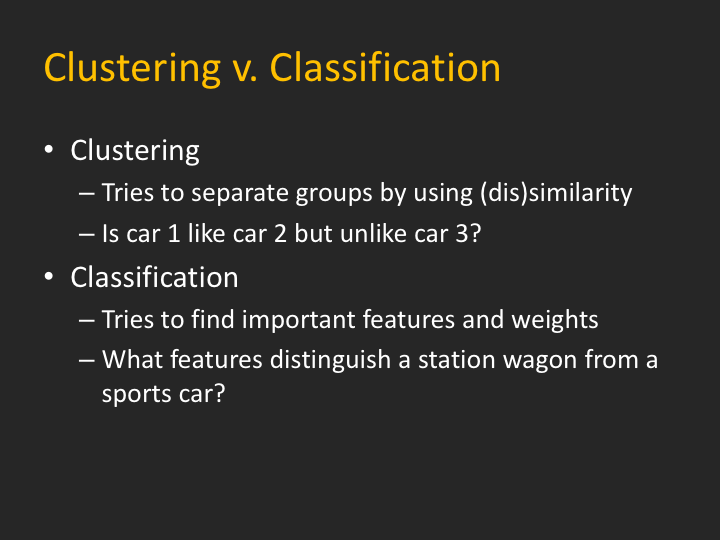 Clustering v. Classification
• Clustering
– Tries to separate groups by using (dis)similarity
– Is car 1 like car 2 but unlike car 3?
• Classification
– Tries to find important features and weights
– What features distinguish a station wagon from a
sports car?